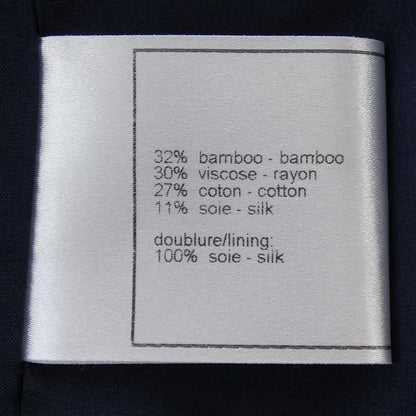 32% bamboo - bamboo
30% viscose - rayon
27% coton - cotton
11% soie - silk
doublure/lining:
100% soie - silk